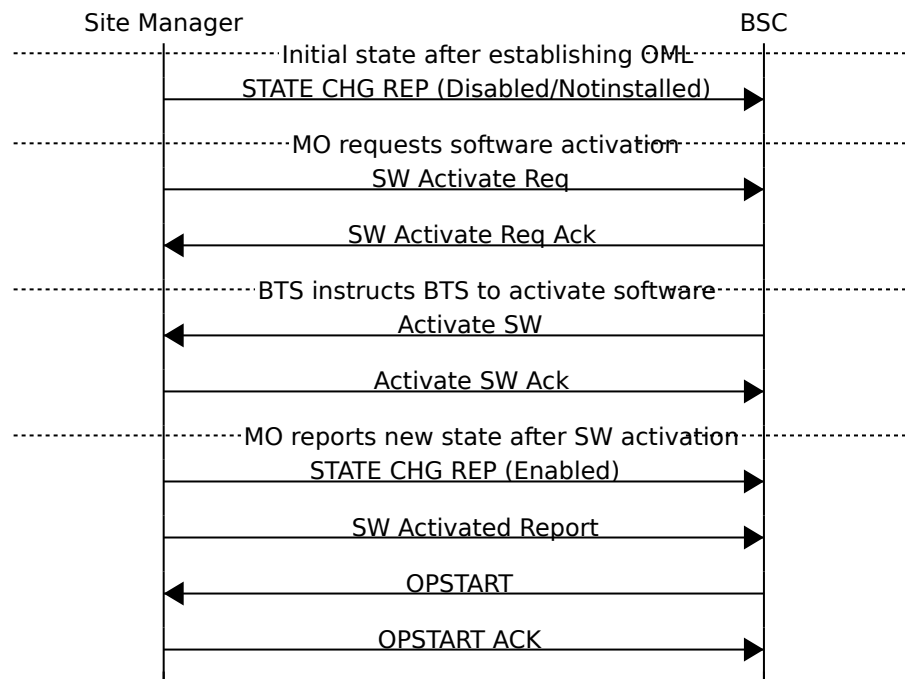 Site Manager BSC
Initial state after establishing OML
STATE CHG REP (Disabled/Notinstalled)
MO requests software activation
SW Activate Req
SW Activate Req Ack
BTS instructs BTS to activate software
Activate SW
Activate SW Ack
MO reports new state after SW activation
STATE CHG REP (Enabled)
SW Activated Report
OPSTART
OPSTART ACK